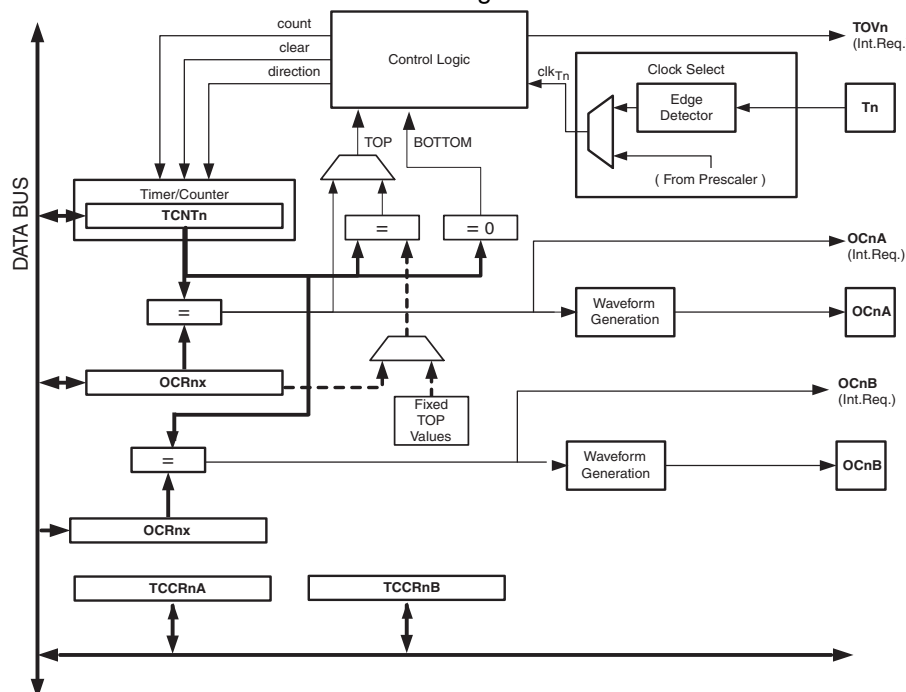 count
clear
direction
Control Logic
TOVn
(Int.Req.)
clkTn
Clock Select
Edge
Detector
Tn
( From Prescaler )
TOP
BOTTOM
Timer/Counter
TCNTn
=
= 0
DATA BUS
OCnA
(Int.Req.)
=
Waveform
Generation
OCnA
OCRnx
Fixed
TOP
Values
OCnB
(Int.Req.)
=
Waveform
Generation
OCnB
OCRnx
TCCRnA
TCCRnB